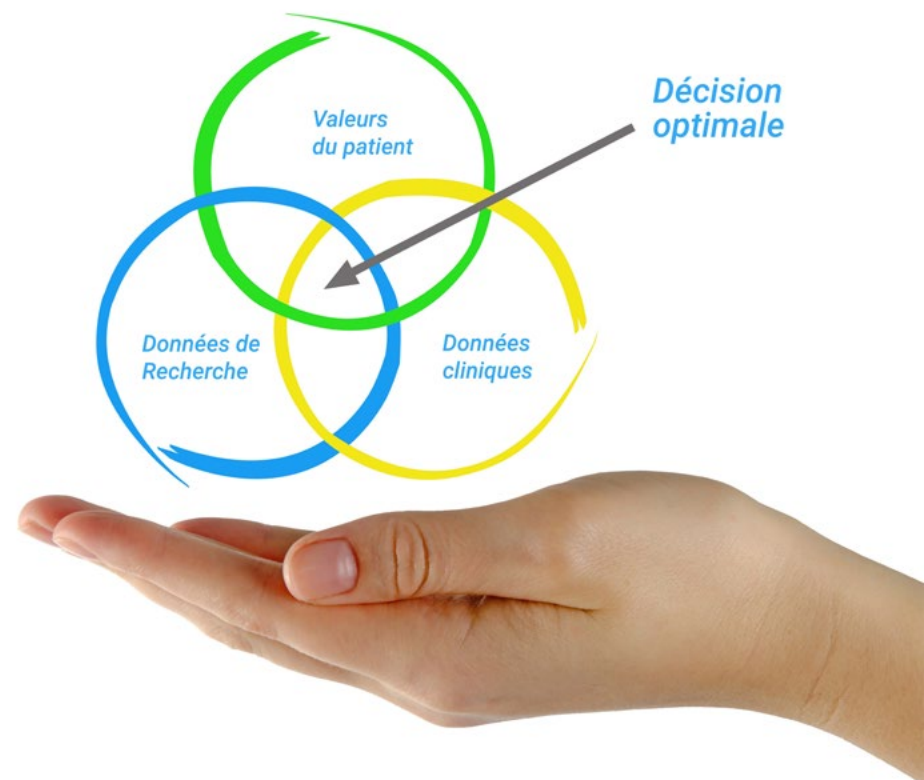 Valeurs
du patient
Décision
optimale
Données de
Recherche
Données
cliniques